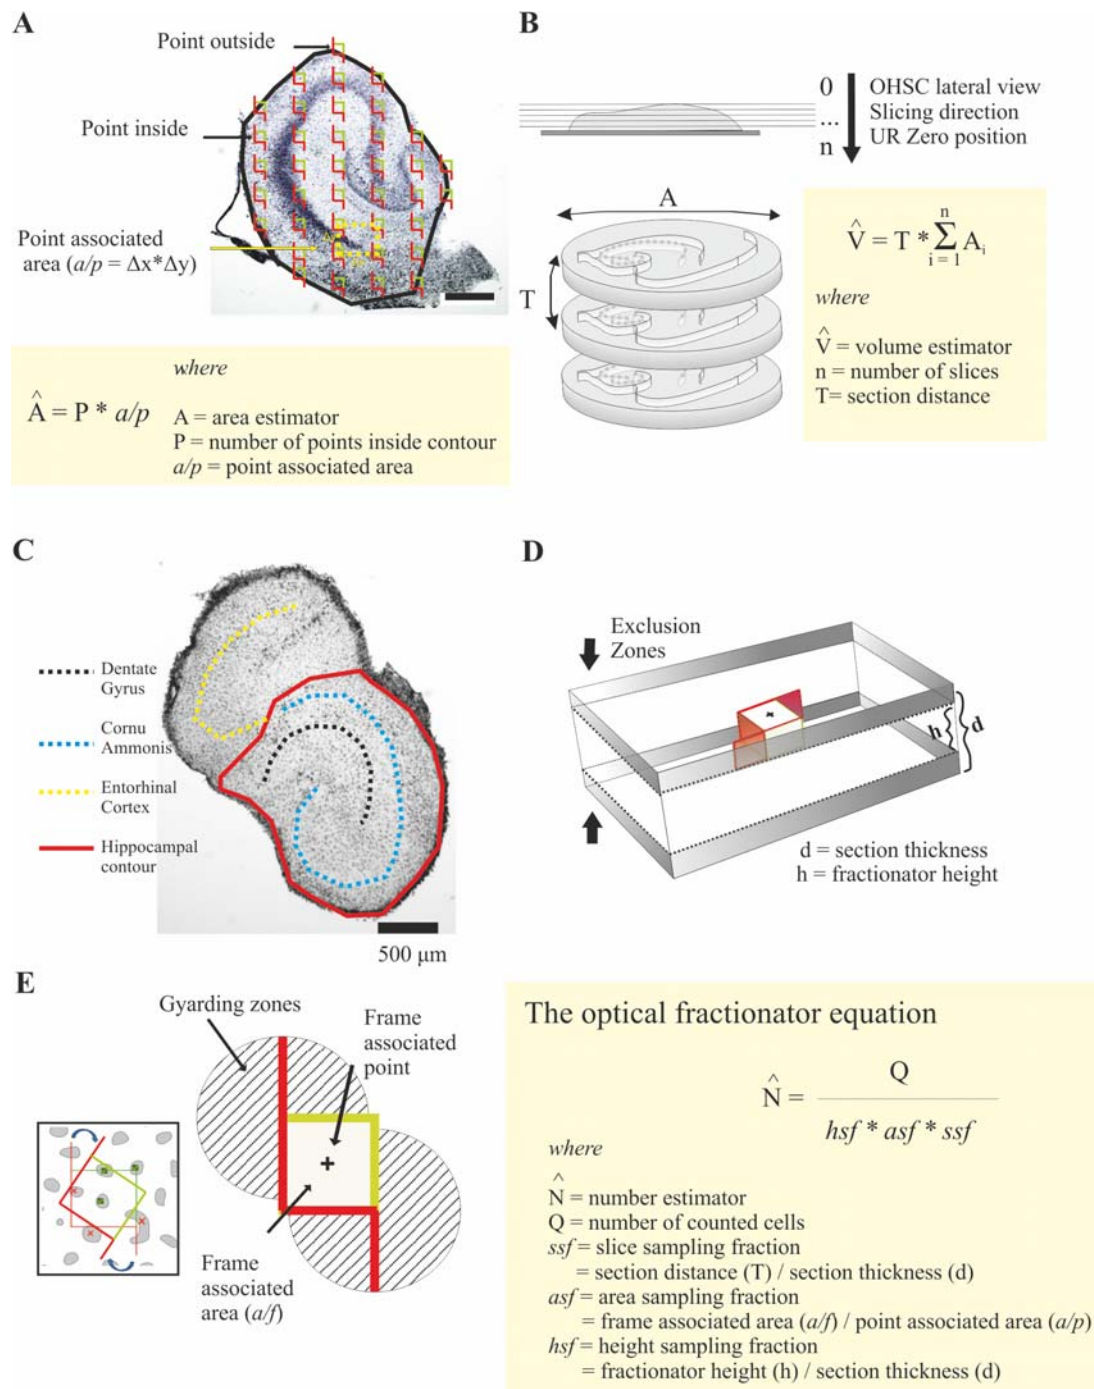 A
Point outside
Point inside
Point associated
area (a/p = Δx*Δy)
^
A = P * a/p
where
A = area estimator
P = number of points inside contour
a/p = point associated area
B
0
...
n
OHSC lateral view
Slicing direction
UR Zero position
A
T
^
V = T * Σ A i
n
i = 1
where
^
V = volume estimator
n = number of slices
T= section distance
C
Dentate
Gyrus
Cornu
Ammonis
Entorhinal
Cortex
Hippocampal
contour
500 μm
D
Exclusion
Zones
h
d
d = section thickness
h = fractionator height
E
Gyarding zones
Frame
associated
point
Frame
associated
area (a/f)
The optical fractionator equation
^
N =
Q
hsf * asf * ssf
where
^
N = number estimator
Q = number of counted cells
ssf = slice sampling fraction
= section distance (T) / section thickness (d)
asf = area sampling fraction
= frame associated area (a/f) / point associated area (a/p)
hsf = height sampling fraction
= fractionator height (h) / section thickness (d)